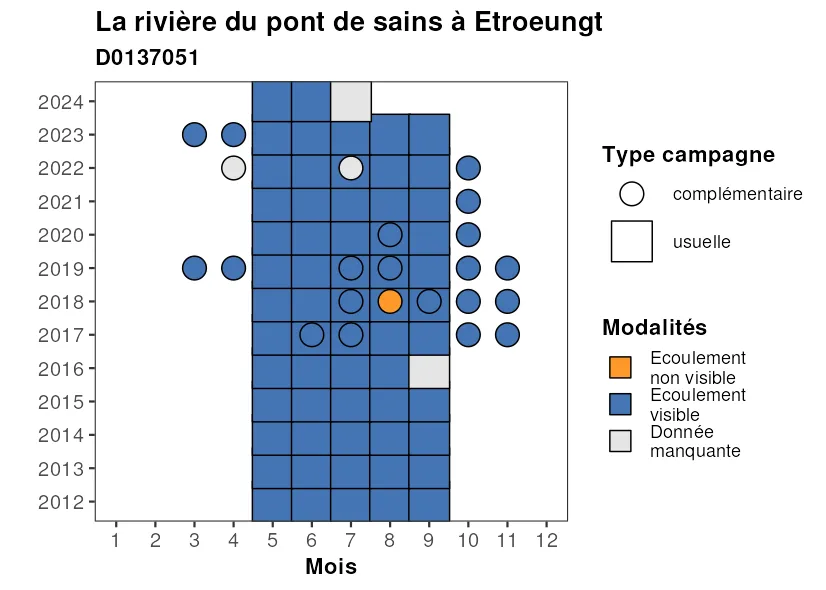 La rivière du pont de sains à Etroeungt
D0137051
2024
2023
2022
2021
2020
2019
2018
2017
2016
2015
2014
2013
2012
1 2 3 4 5 6 7 8 9 10 11 12
Mois
Type campagne
complémentaire
usuelle
Modalités
Ecoulement
non visible
Ecoulement
visible
Donnée
manquante